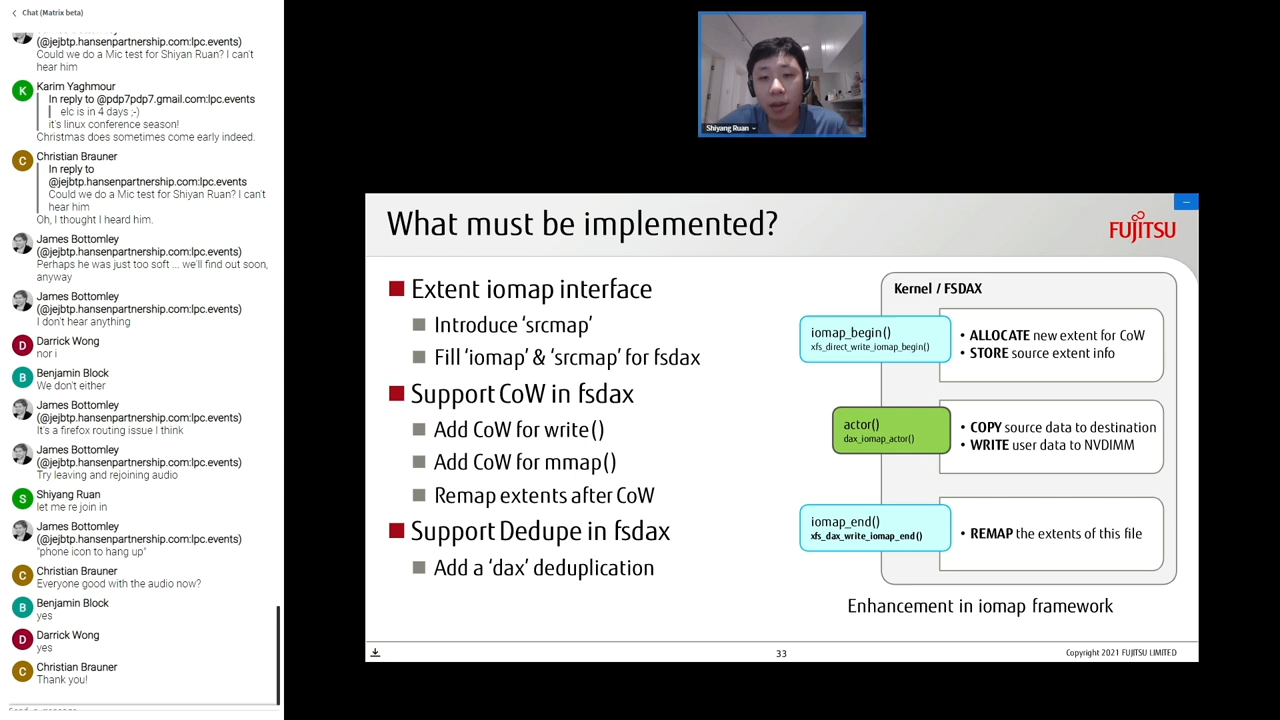 Chat (Matrix beta)
(@jejbtp.hansenpartnership.com:lpc.events)
Could we do a Mic test for Shiyan Ruan? I can't
hear him
K
Karim Yaghmour
In reply to @pdp7pdp7.gmail.com:lpc.events
elc is in 4 days ;-)
it's linux conference season!
Christmas does sometimes come early indeed.
C
Christian Brauner
In reply to
@jejbtp.hansenpartnership.com:lpc.events
Could we do a Mic test for Shiyan Ruan? I can't
hear him
Oh, I thought I heard him.
James Bottomley
(@jejbtp.hansenpartnership.com:lpc.events)
Perhaps he was just too soft ... we'll find out soon,
anyway
James Bottomley
(@jejbtp.hansenpartnership.com:lpc.events)
I don't hear anything
D
Darrick Wong
nor i
B
Benjamin Block
We don't either
James Bottomley
(@jejbtp.hansenpartnership.com:lpc.events)
It's a firefox routing issue I think
James Bottomley
(@jejbtp.hansenpartnership.com:lpc.events)
Try leaving and rejoining audio
S
Shiyang Ruan
let me re join in
James Bottomley
(@jejbtp.hansenpartnership.com:lpc.events)
"phone icon to hang up"
C
Christian Brauner
Everyone good with the audio now?
B
Benjamin Block
yes
D
Darrick Wong
yes
C
Christian Brauner
Thank you!
Shiyang Ruan
What must be implemented?
FUJITSU
Extent iomap interface
Introduce 'srcmap'
Fill 'iomap' & 'srcmap' for fsdax
Support CoW in fsdax
Add CoW for write()
Add CoW for mmap()
Remap extents after CoW
Support Dedupe in fsdax
Add a 'dax' deduplication
Kernel / FSDAX
iomap_begin()
xfs_direct_write_iomap_begin()
• ALLOCATE new extent for CoW
• STORE source extent info
actor()
dax_iomap_actor()
• COPY source data to destination
• WRITE user data to NVDIMM
iomap_end()
xfs_dax_write_iomap_end()
• REMAP the extents of this file
Enhancement in iomap framework
33
Copyright 2021 FUJITSU LIMITED